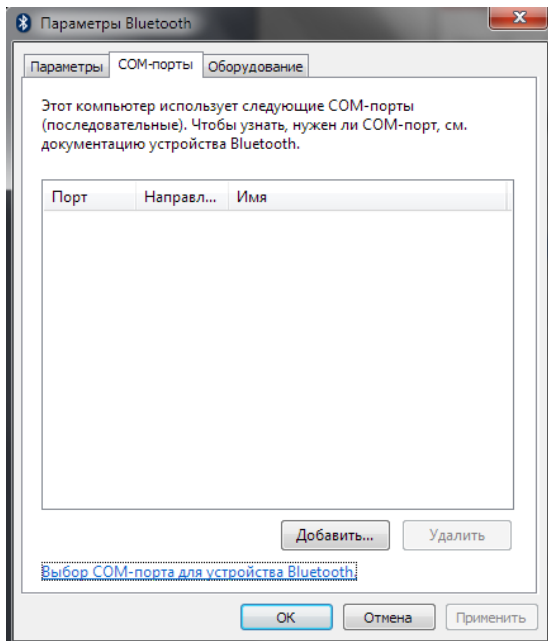 Параметры Bluetooth
Параметры COM-порты Оборудование
Этот компьютер использует следующие COM-порты
(последовательные). Чтобы узнать, нужен ли COM-порт, см.
документацию устройства Bluetooth.
Порт Направл... Имя
Добавить... Удалить
Выбор COM-порта для устройства Bluetooth.
ОК Отмена Применить